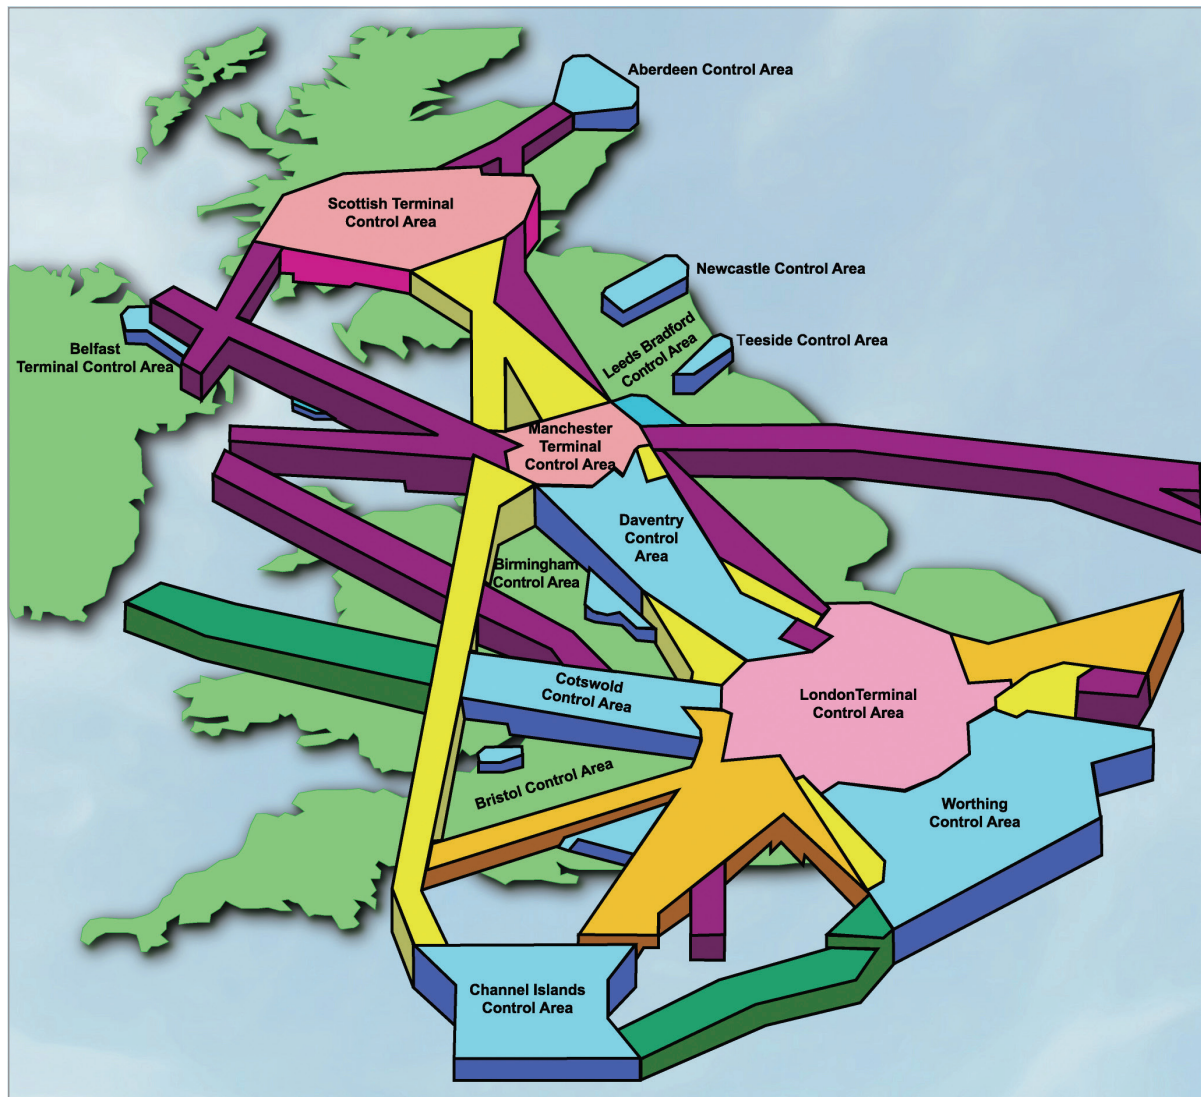 Aberdeen Control Area
Scottish Terminal
Control Area
Newcastle Control Area
Teeside Control Area
Leeds Bradford
Control Area
Belfast
Terminal Control Area
Manchester
Terminal
Control Area
Daventry
Control
Area
Birmingham
Control Area
Cotswold
Control Area
LondonTerminal
Control Area
Bristol Control Area
Worthing
Control Area
Channel Islands
Control Area